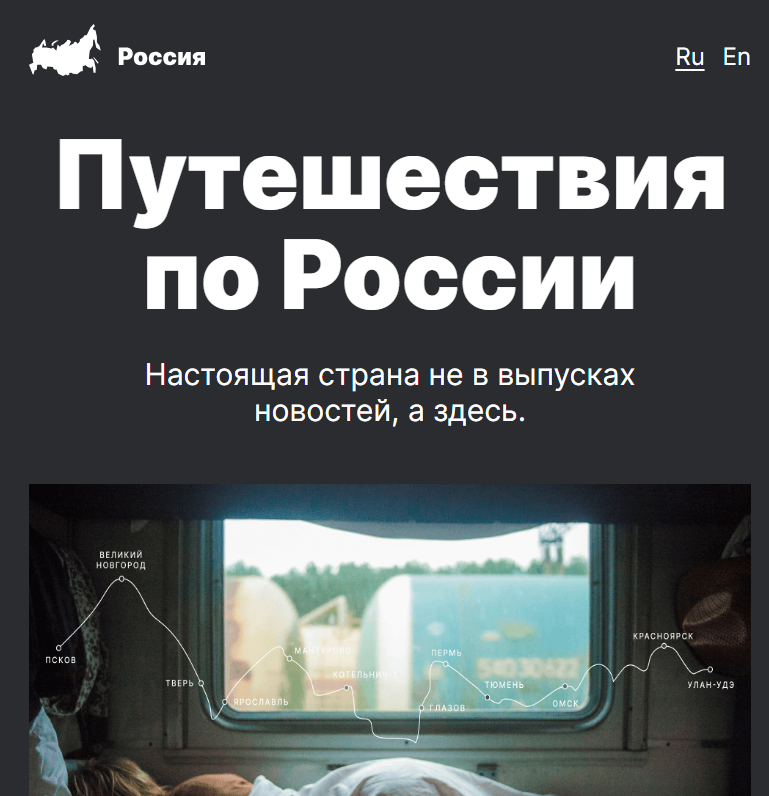 Россия
Ru En
Путешествия
по России
Настоящая страна не в выпусках
новостей, а здесь.
ВЕЛИКИЙ
НОВГОРОД
ПСКОВ
ТВЕРЬ
ЯРОСЛАВЛЬ
МАНТУРОВО
КОТЕЛЬНИЧ-1
ГЛАЗОВ
ПЕРМЬ
ТЮМЕНЬ
ОМСК
КРАСНОЯРСК
УЛАН-УДЭ